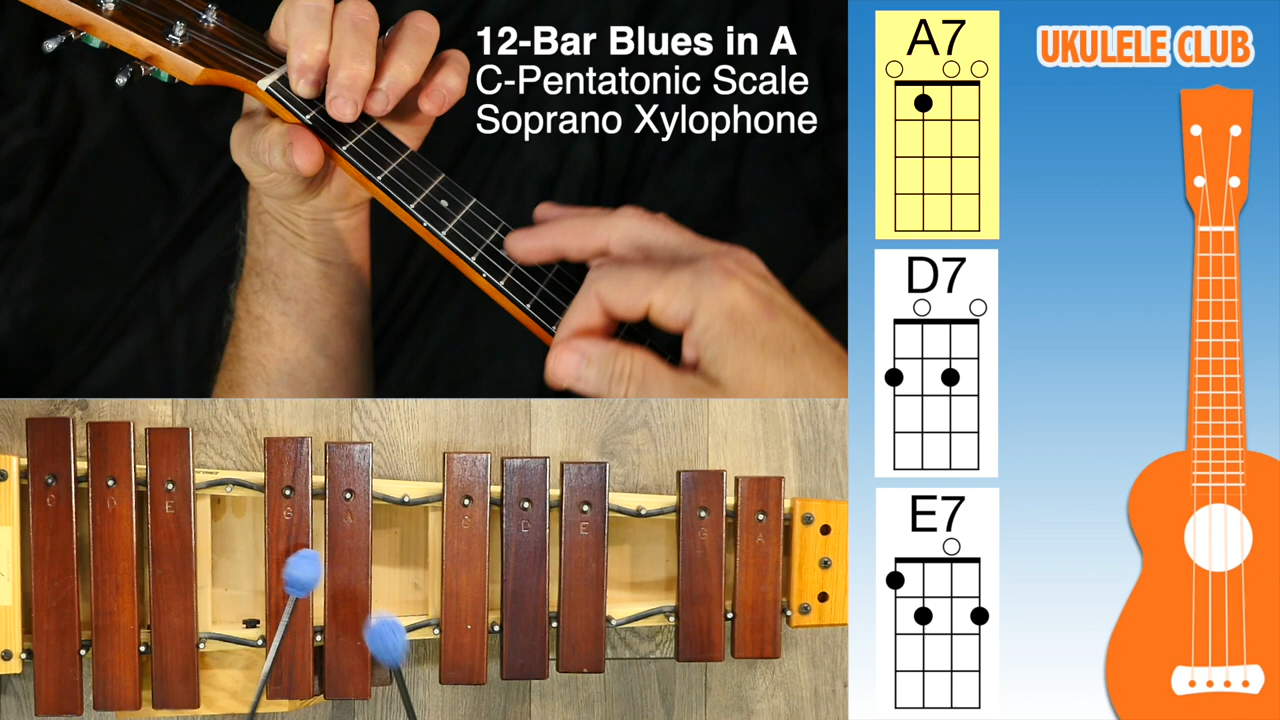 12-Bar Blues in A
C-Pentatonic Scale
Soprano Xylophone
A7
D7
E7
UKULELE CLUB
C D E G A C D E G A